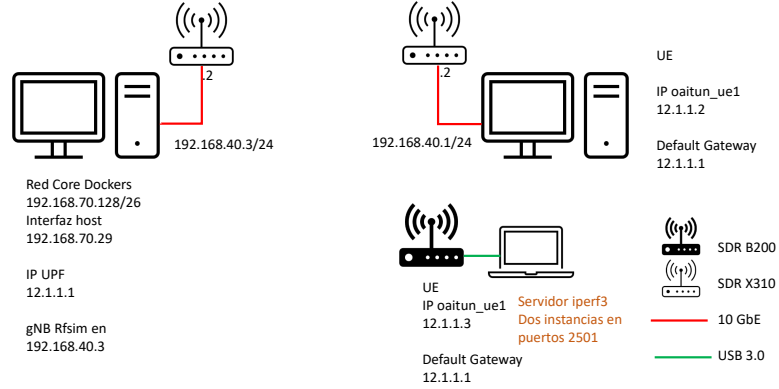 .2
192.168.40.3/24
Red Core Dockers
192.168.70.128/26
Interfaz host
192.168.70.29
IP UPF
12.1.1.1
gNB Rfsim en
192.168.40.3
.2
192.168.40.1/24
UE
IP oaitun_ue1
12.1.1.2
Default Gateway
12.1.1.1
UE
IP oaitun_ue1
12.1.1.3
Default Gateway
12.1.1.1
Servidor iperf3
Dos instancias en
puertos 2501
SDR B200
SDR X310
10 GbE
USB 3.0